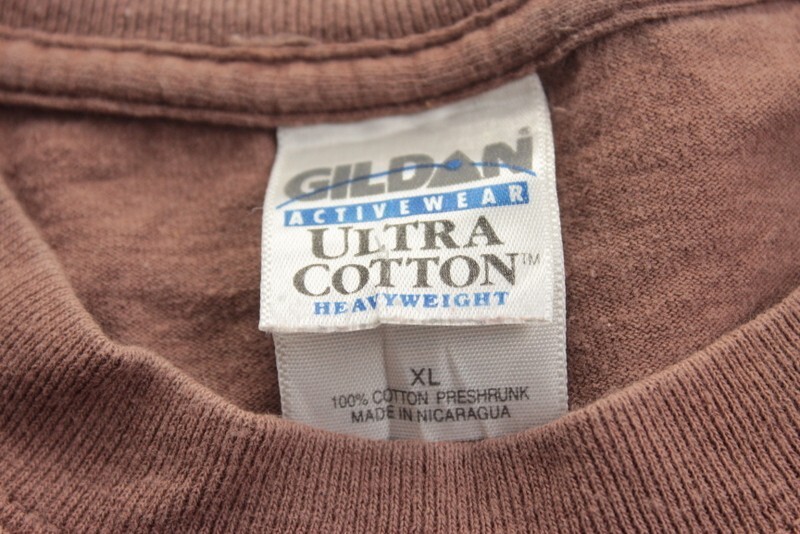 GILDAN®
ACTIVEWEAR
ULTRA
COTTON™
HEAVYWEIGHT
XL
100% COTTON PRESHRUNK
MADE IN NICARAGUA